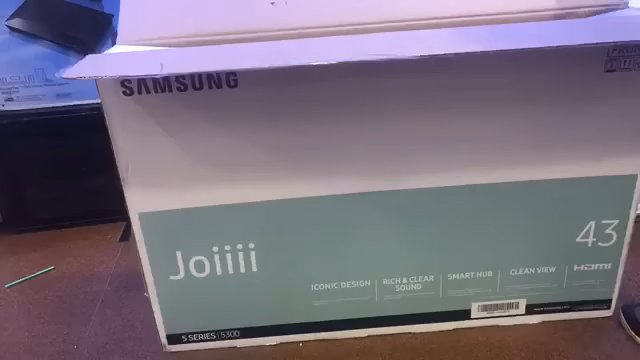 SAMSUNG
Joiiii
43
ICONIC DESIGN
RICH & CLEAR
SOUND
SMART HUB
CLEAN VIEW
HDMI
5 SERIES | 5300